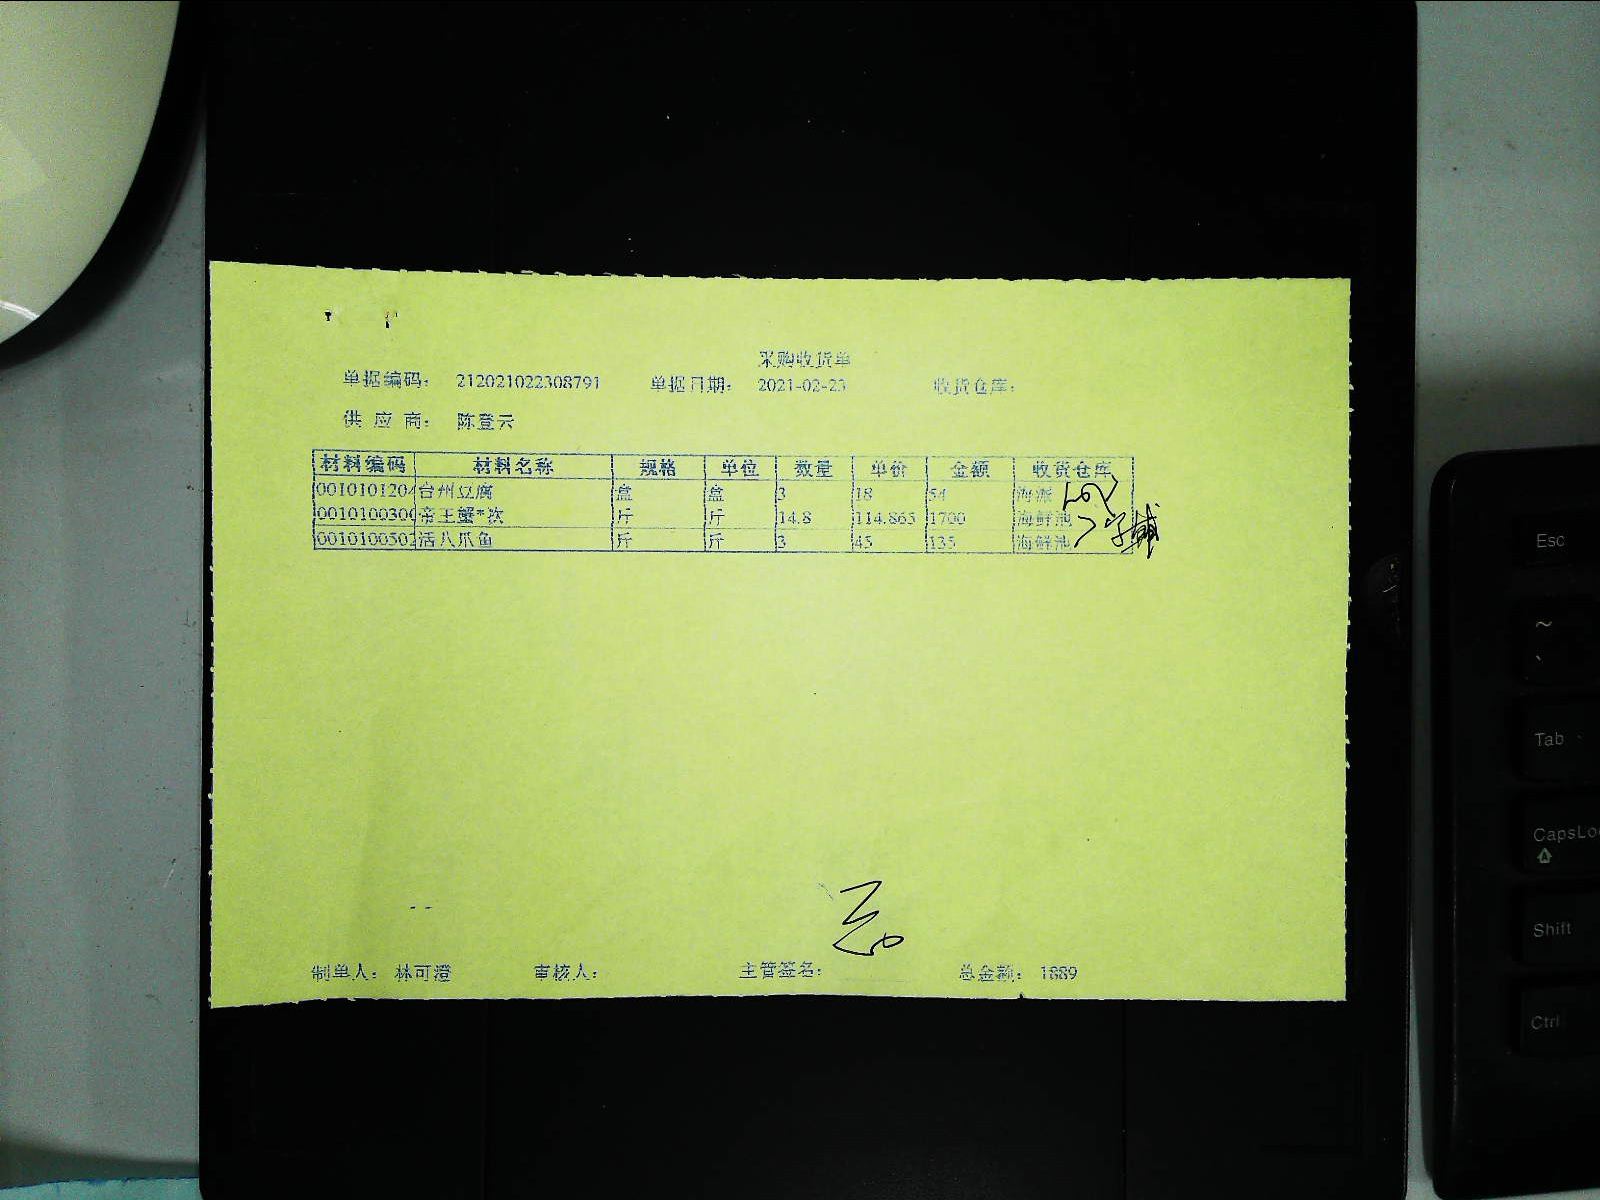 采购收货单
单据编码： 212021022308791 单据日期： 2021-02-23 收货仓库：
供 应 商： 陈登云
材料编码 材料名称 规格 单位 数量 单价 金额 收货仓库
0010101204 台州豆腐 盒 盒 3 18 54 海派
0010100300 帝王蟹*次 斤 斤 14.8 114.865 1700 海鲜池
0010100502 活八爪鱼 斤 斤 3 45 135 海鲜池
制单人： 林可澄 审核人： 主管签名： 总金额： 1889
Esc
~
Tab
CapsLoc
Shift
Ctrl